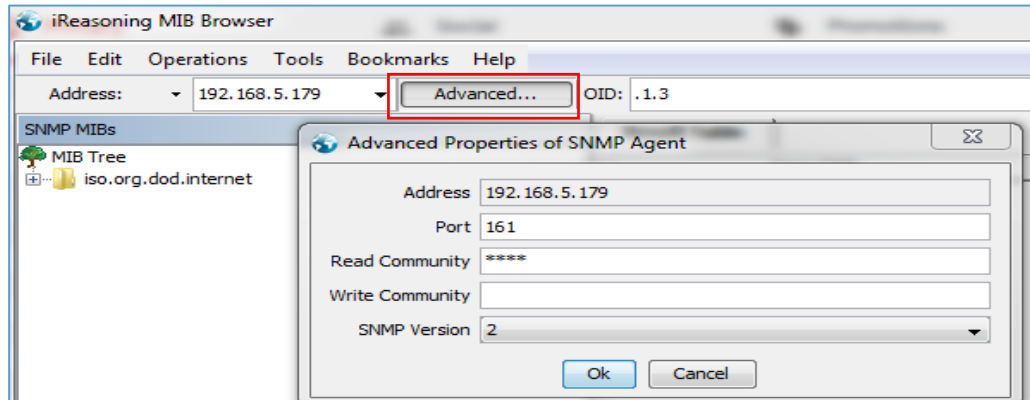 iReasoning MIB Browser
File Edit Operations Tools Bookmarks Help
Address: 192.168.5.179 Advanced... OID: .1.3
SNMP MIBs
MIB Tree
iso.org.dod.internet
Advanced Properties of SNMP Agent
Address 192.168.5.179
Port 161
Read Community ****
Write Community
SNMP Version 2
Ok Cancel